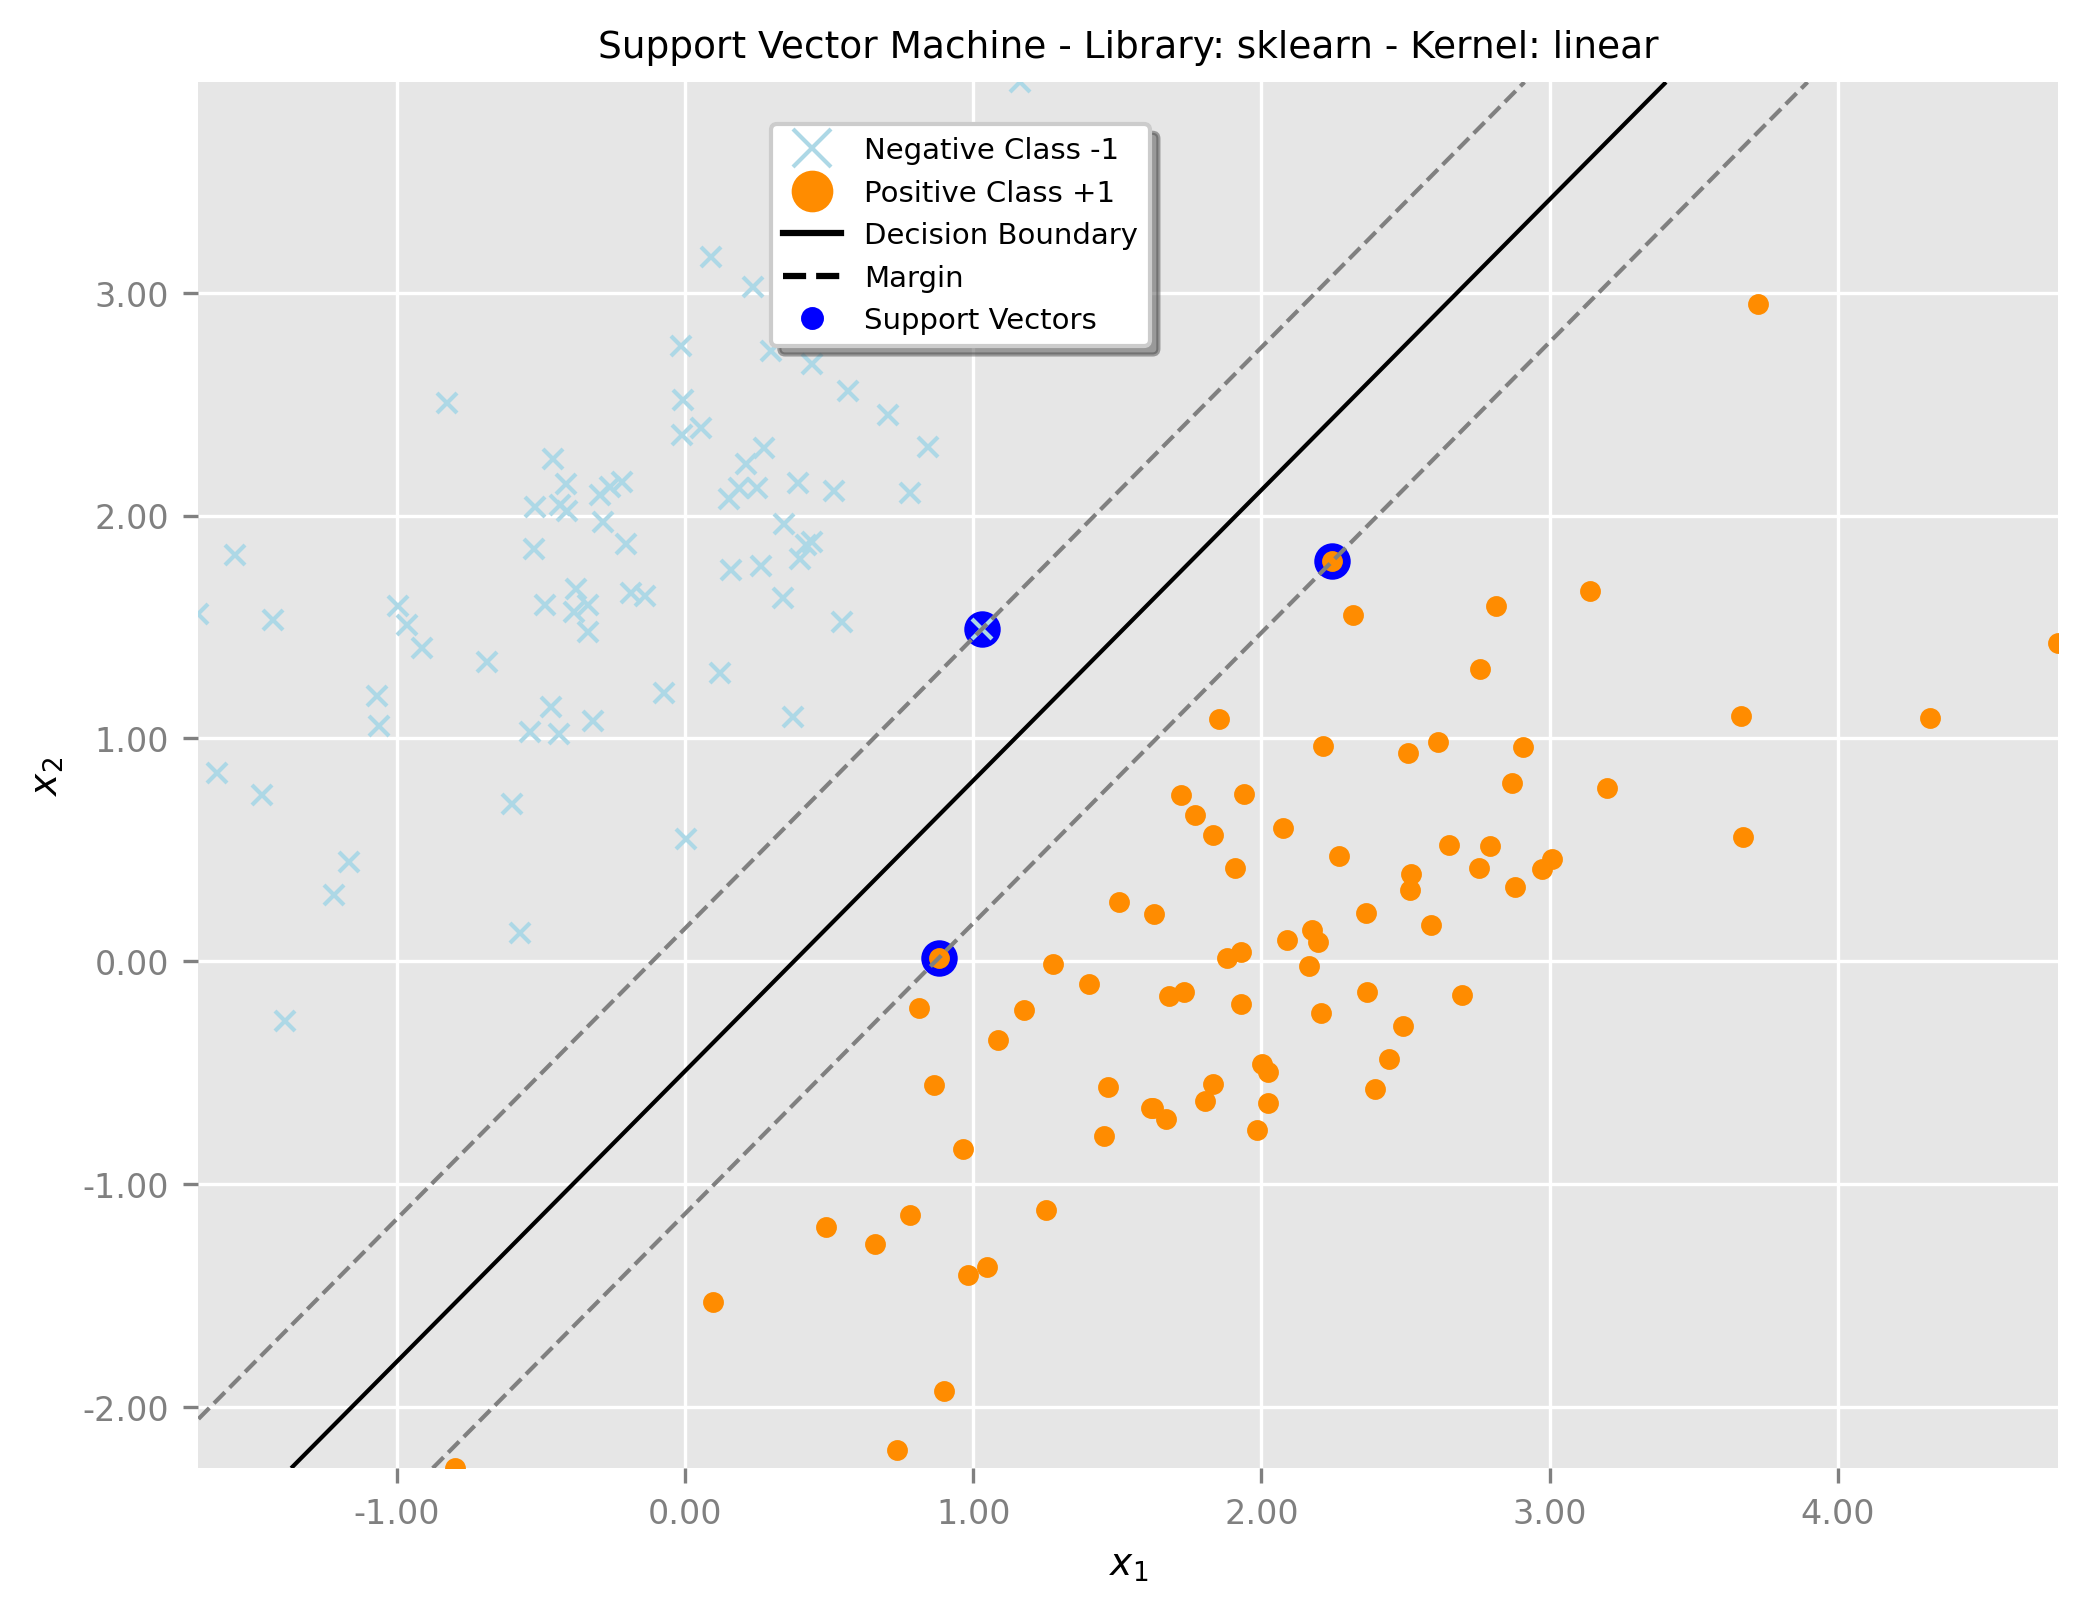 Support Vector Machine - Library: sklearn - Kernel: linear
Negative Class -1
Positive Class +1
Decision Boundary
Margin
Support Vectors
3.00
2.00
1.00
0.00
-1.00
-2.00
x₂
-1.00 0.00 1.00 2.00 3.00 4.00
x₁